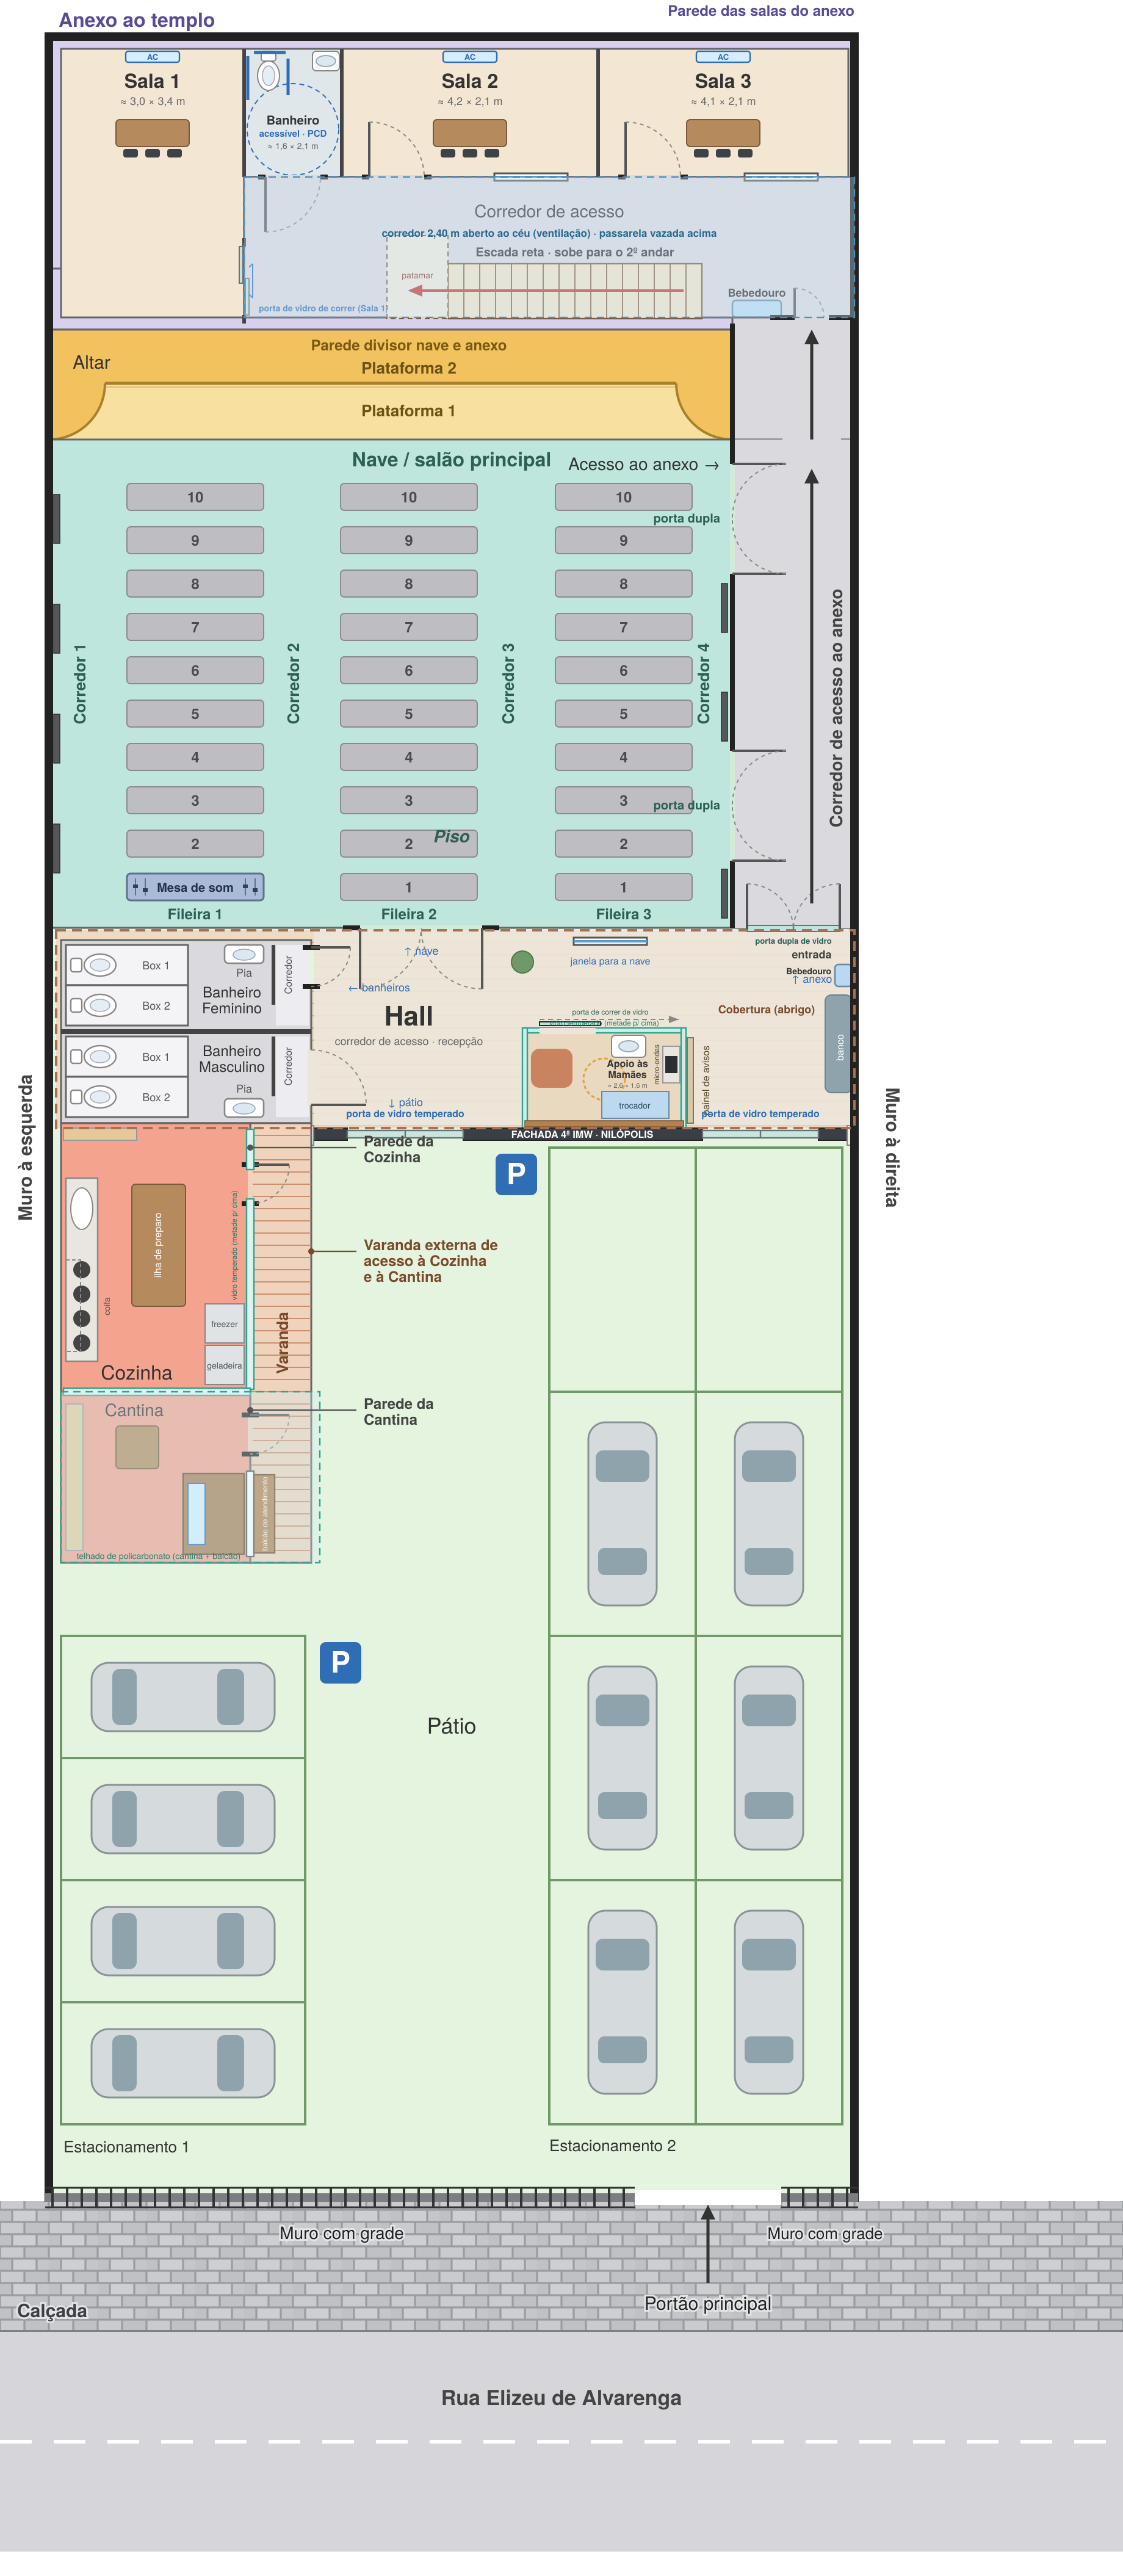 Anexo ao templo
Parede das salas do anexo
AC
AC
AC
Sala 1
≈ 3,0 × 3,4 m
Banheiro
acessível · PCD
≈ 1,6 × 2,1 m
Sala 2
≈ 4,2 × 2,1 m
Sala 3
≈ 4,1 × 2,1 m
Corredor de acesso
corredor 2,40 m aberto ao céu (ventilação) · passarela vazada acima
Escada reta · sobe para o 2º andar
patamar
porta de vidro de correr (Sala 1)
Bebedouro
Parede divisor nave e anexo
Altar
Plataforma 2
Plataforma 1
Nave / salão principal
Acesso ao anexo →
10
10
10
porta dupla
9
9
9
8
8
8
7
7
7
6
6
6
5
5
5
4
4
4
3
3
3
porta dupla
2
2
2
Piso
Mesa de som
1
1
Corredor 1
Corredor 2
Corredor 3
Corredor 4
Corredor de acesso ao anexo
Fileira 1
Fileira 2
Fileira 3
Box 1
Box 2
Pia
Banheiro
Feminino
Corredor
Box 1
Box 2
Banheiro
Masculino
Pia
Corredor
↑ nave
← banheiros
Hall
corredor de acesso · recepção
↓ pátio
porta de vidro temperado
janela para a nave
porta dupla de vidro
entrada
Bebedouro
↑ anexo
Cobertura (abrigo)
banco
porta de correr de vidro
(metade p/ cima)
Apoio às
Mamães
≈ 2,6 × 1,6 m
micro-ondas
trocador
painel de avisos
porta de vidro temperado
FACHADA 4ª IMW · NILÓPOLIS
Muro à esquerda
Muro à direita
Parede da
Cozinha
P
ilha de preparo
vidro temperado (metade p/ cima)
coifa
freezer
geladeira
Cozinha
Varanda
Varanda externa de
acesso à Cozinha
e à Cantina
Cantina
Parede da
Cantina
balcão de atendimento
telhado de policarbonato (cantina + balcão)
P
Pátio
Estacionamento 1
Estacionamento 2
Muro com grade
Muro com grade
Portão principal
Calçada
Rua Elizeu de Alvarenga